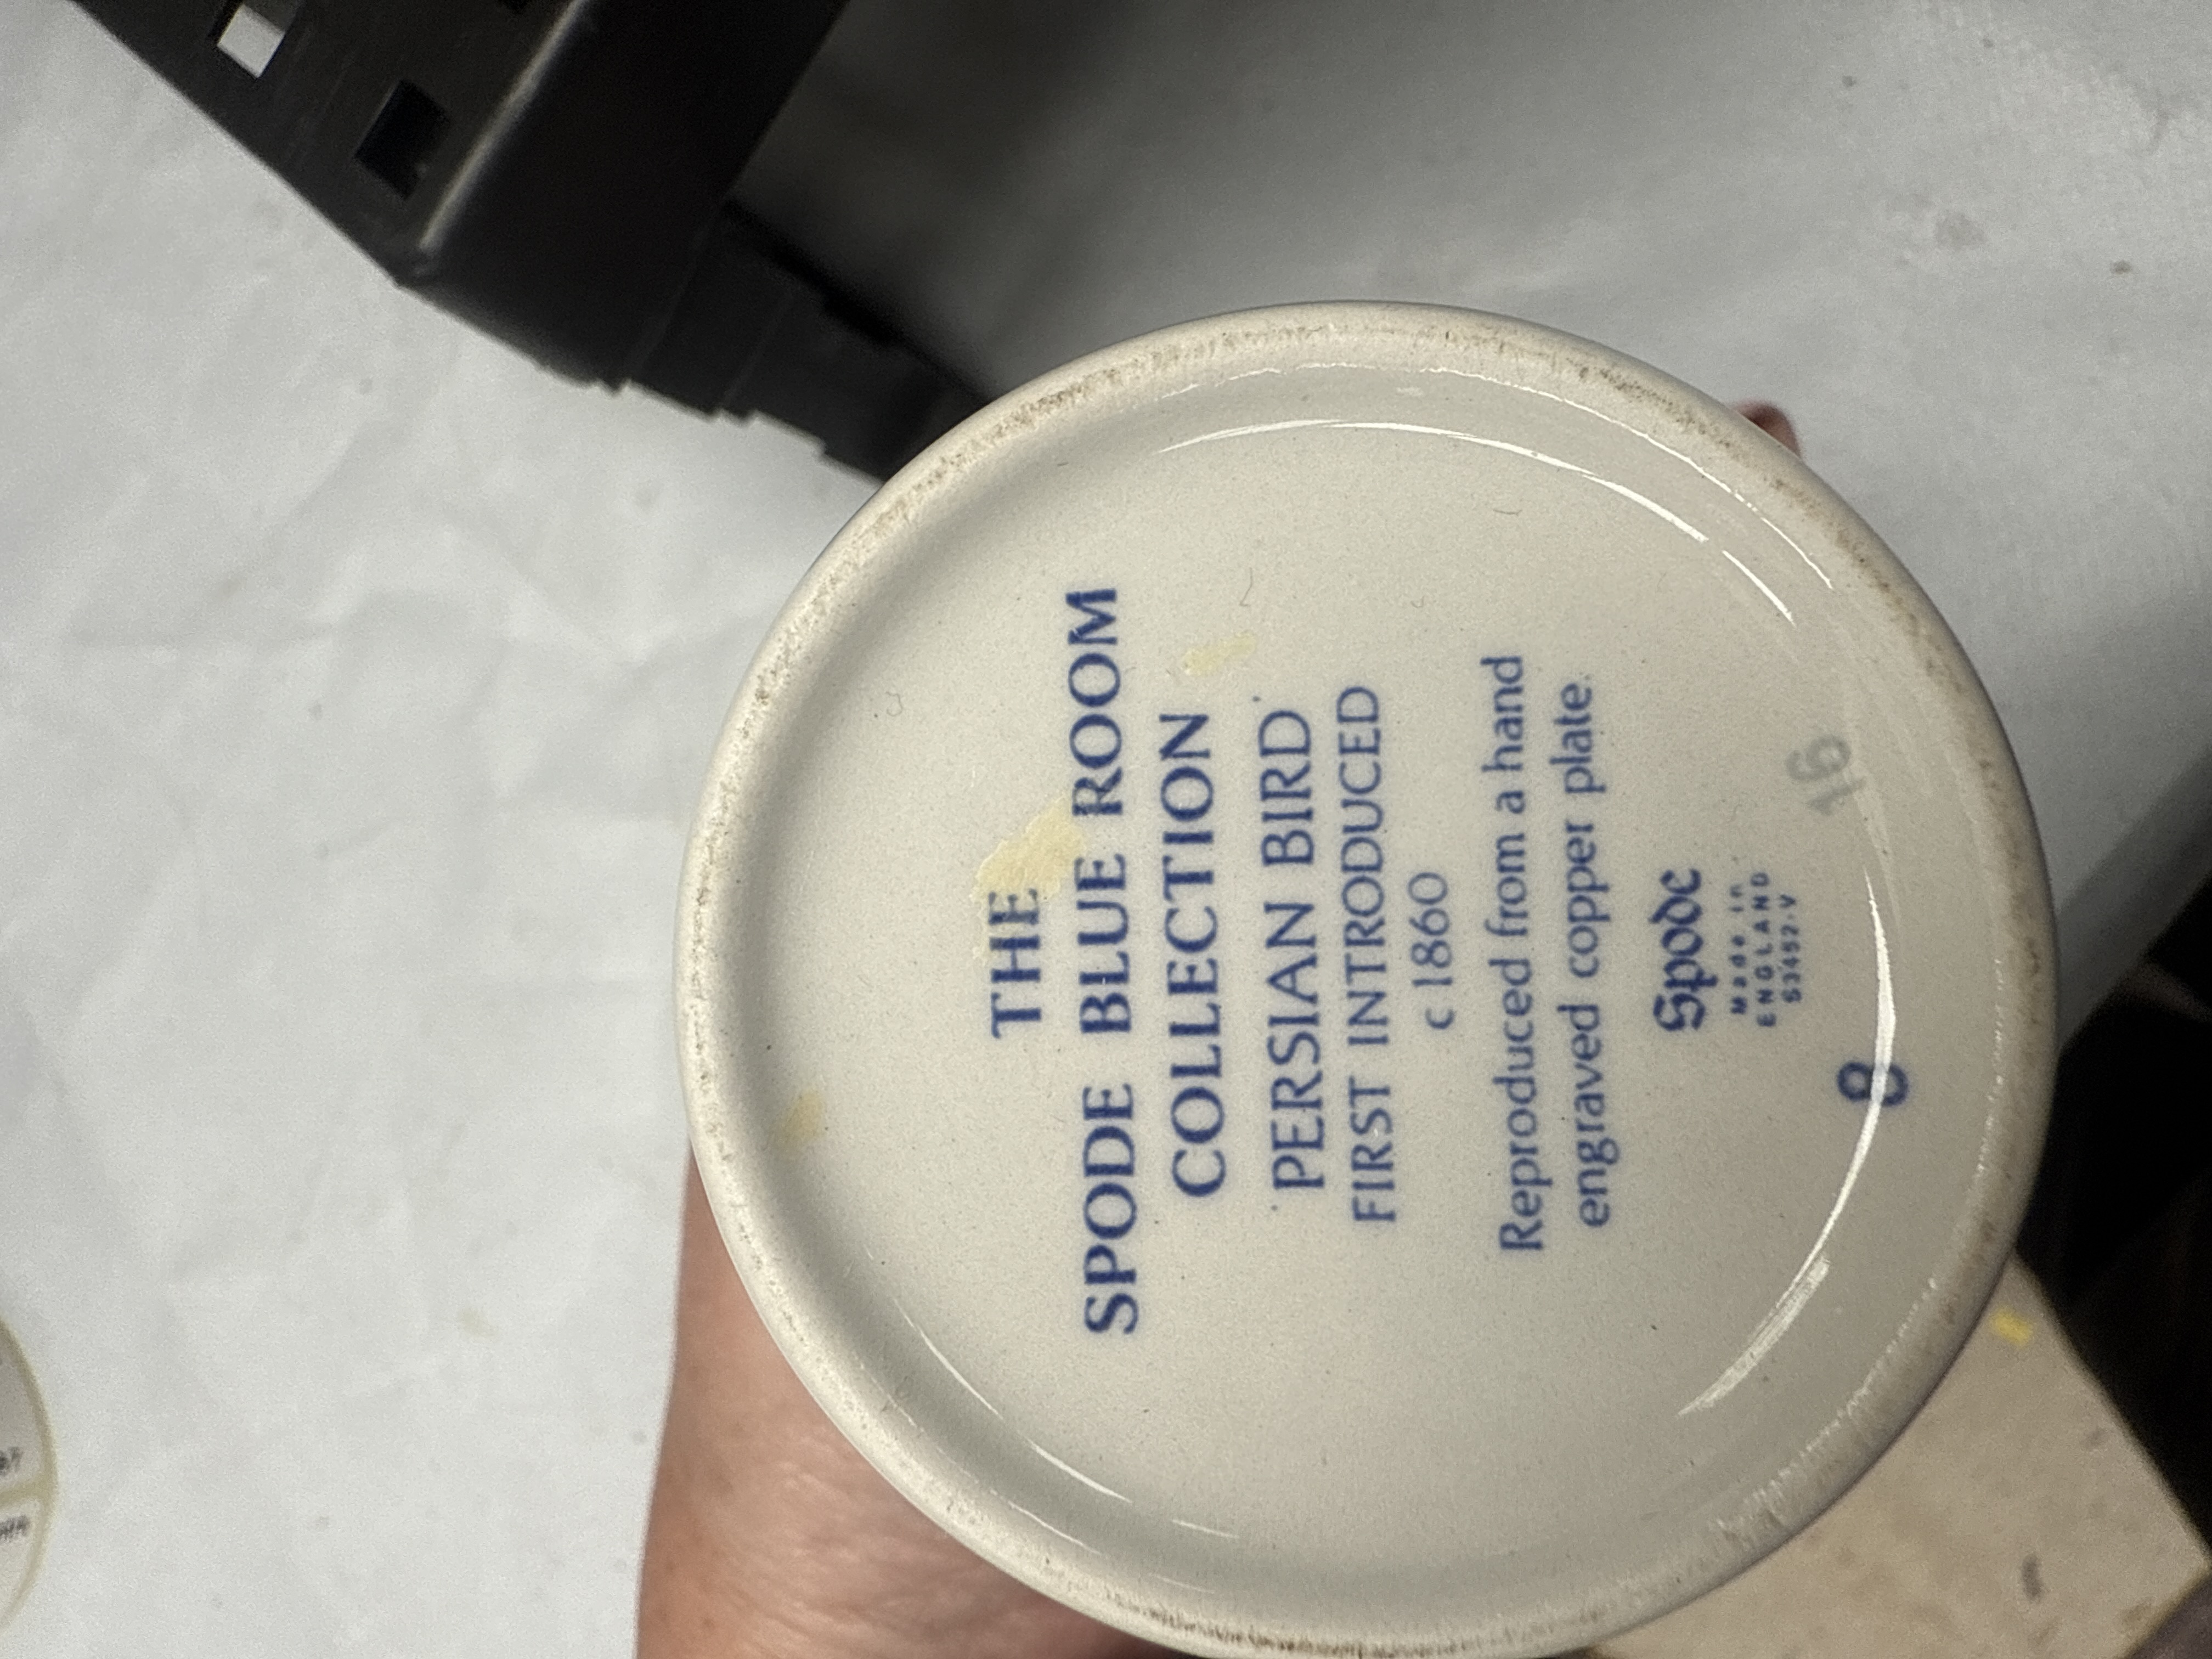 THE
SPODE BLUE ROOM
COLLECTION
'PERSIAN BIRD'
FIRST INTRODUCED
c 1860
Reproduced from a hand
engraved copper plate.
Spode
Made in
ENGLAND
S3452-V
16
8